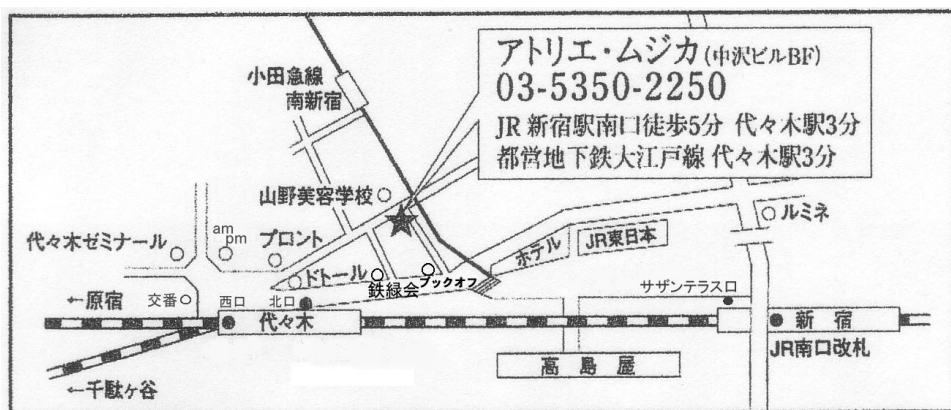 アトリエ・ムジカ(中沢ビルBF)
03-5350-2250
JR 新宿駅南口徒歩5分 代々木駅3分
都営地下鉄大江戸線 代々木駅3分
小田急線
南新宿
山野美容学校
ルミネ
代々木ゼミナール
am
pm
プロント
ホテル
JR東日本
ドトール
鉄緑会
ブックオフ
サザンテラス口
←原宿
交番
西口
北口
代々木
新宿
JR南口改札
高島屋
←千駄ヶ谷